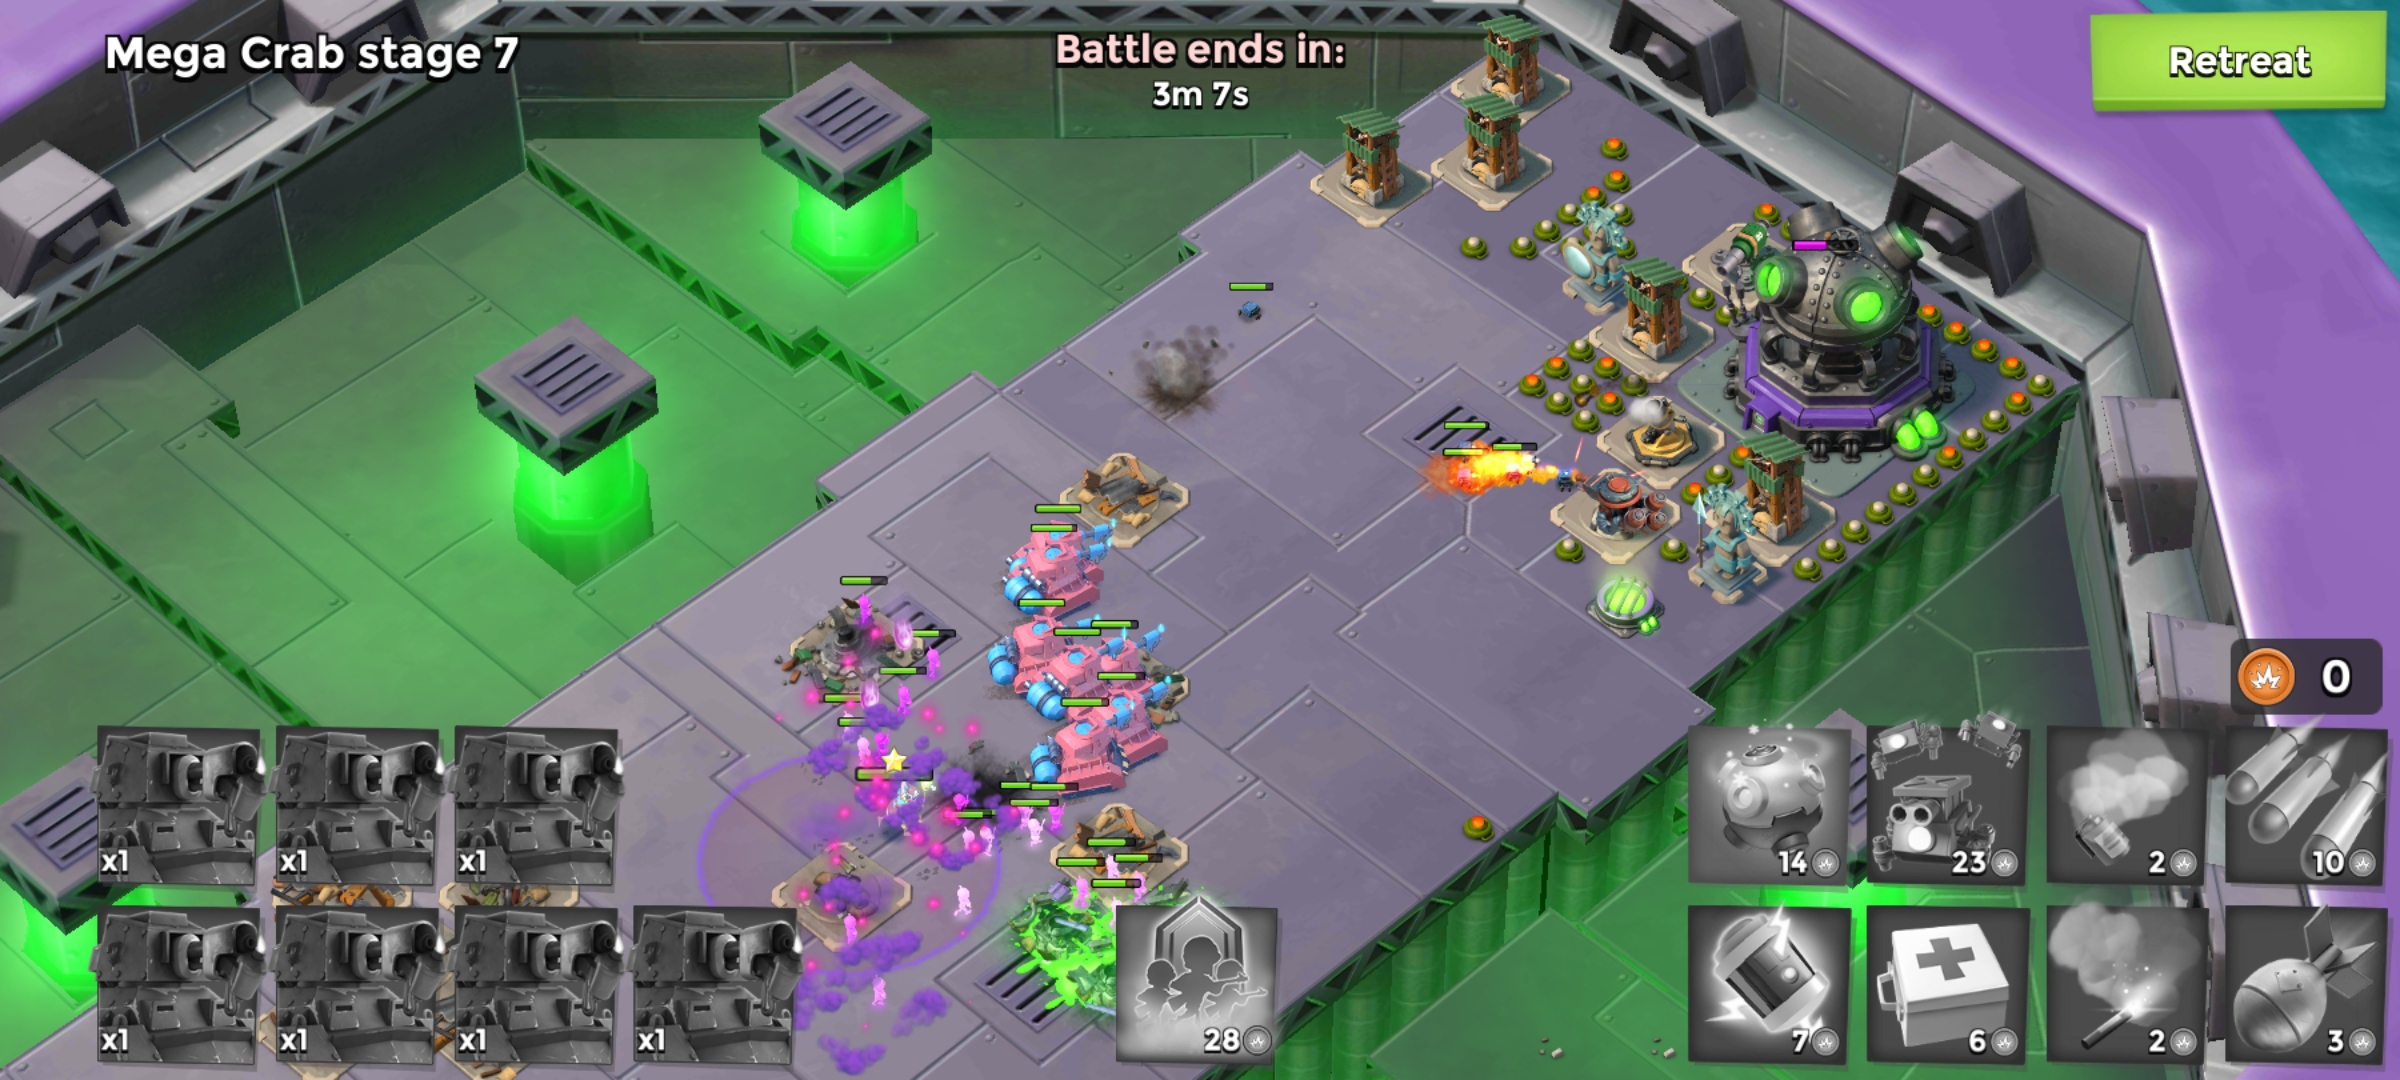 Mega Crab stage 7
Battle ends in:
3m 7s
Retreat
0
x1
x1
x1
14
23
2
10
x1
x1
x1
x1
28
7
6
2
3